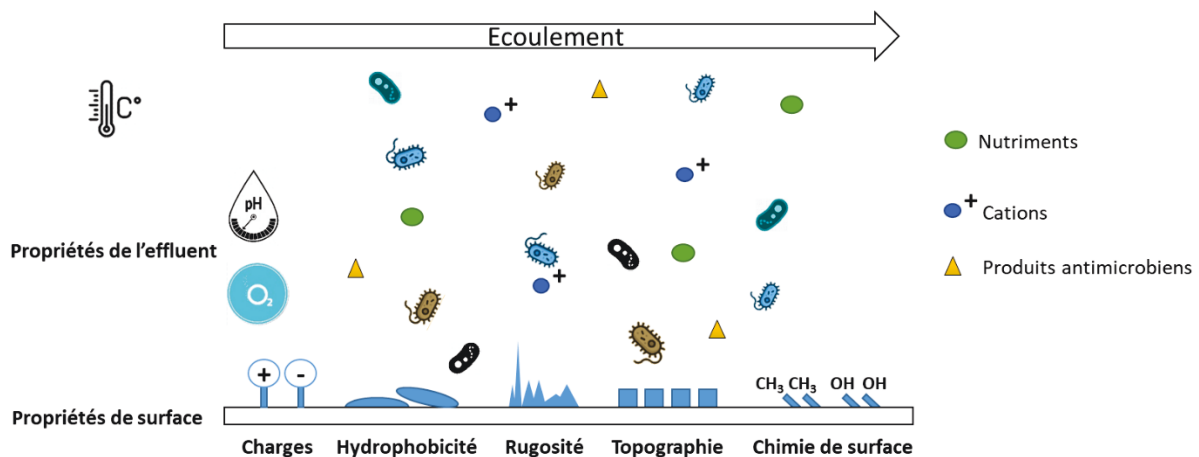 Ecoulement
C°
+
+
pH
O₂
+
Nutriments
+
Cations
Produits antimicrobiens
Propriétés de l'effluent
+ -
CH₃ CH₃ OH OH
Propriétés de surface
Charges Hydrophobicité Rugosité Topographie Chimie de surface